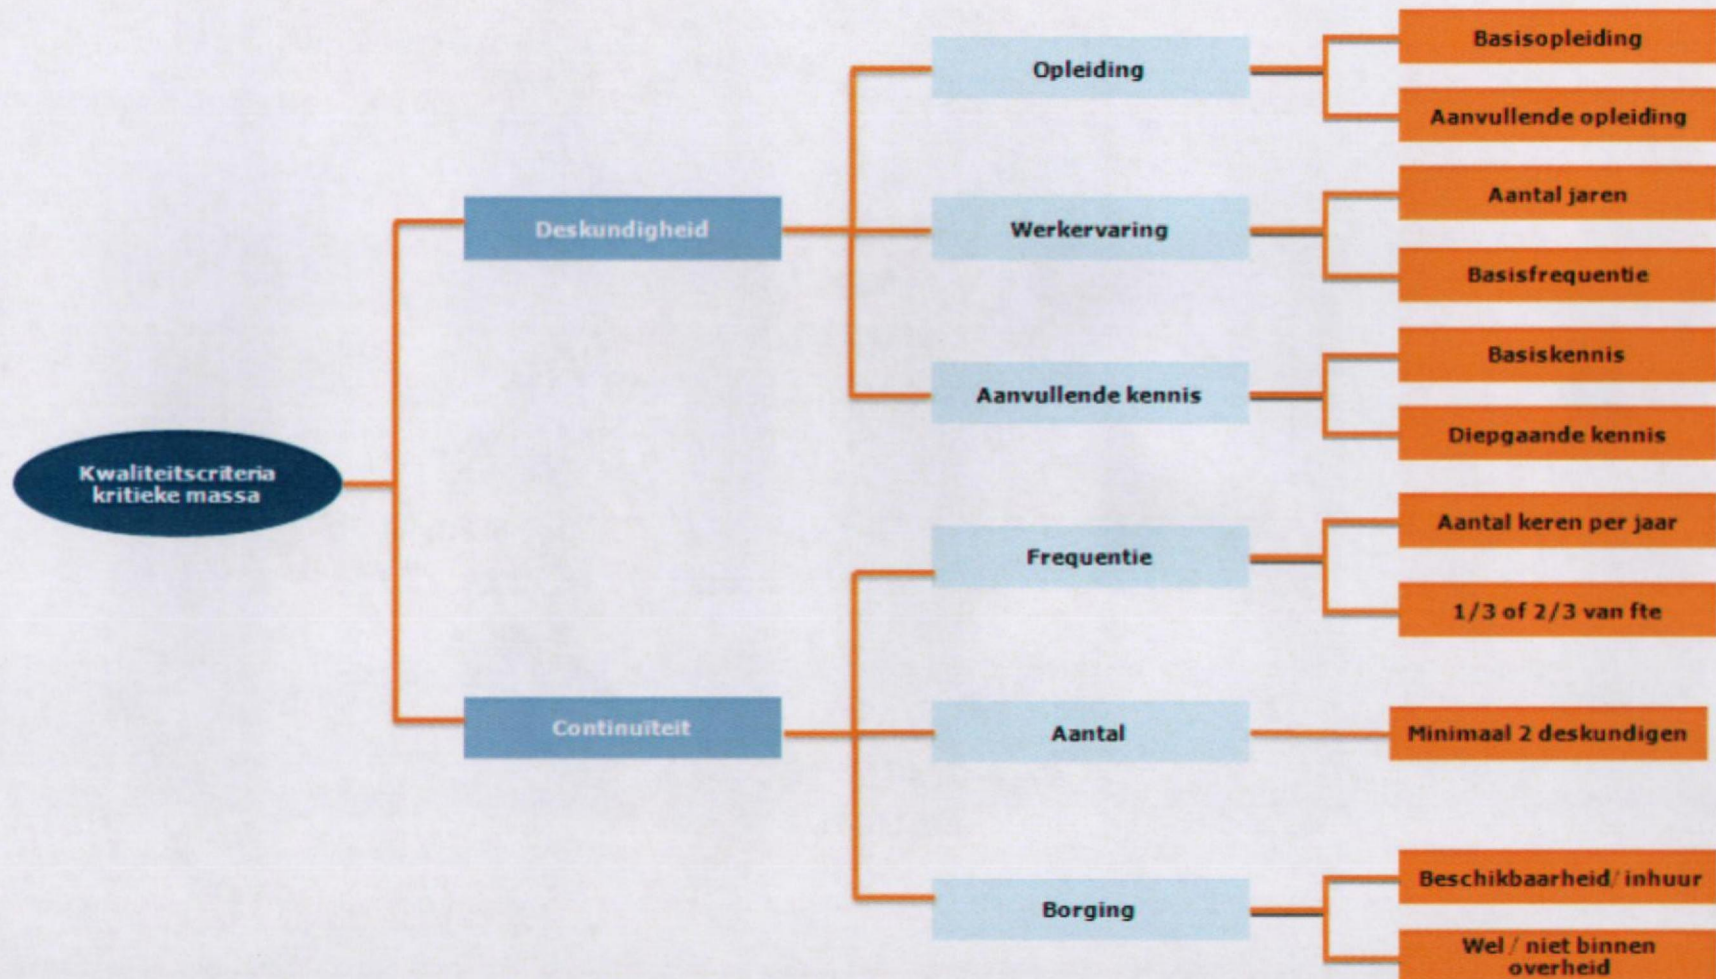 Kwaliteitscriteria
kritieke massa
Deskundigheid
Opleiding
Basisopleiding
Aanvullende opleiding
Werkervaring
Aantal jaren
Basisfrequentie
Aanvullende kennis
Basiskennis
Diepgaande kennis
Continuïteit
Frequentie
Aantal keren per jaar
1/3 of 2/3 van fte
Aantal
Minimaal 2 deskundigen
Borging
Beschikbaarheid/ inhuur
Wel / niet binnen
overheid